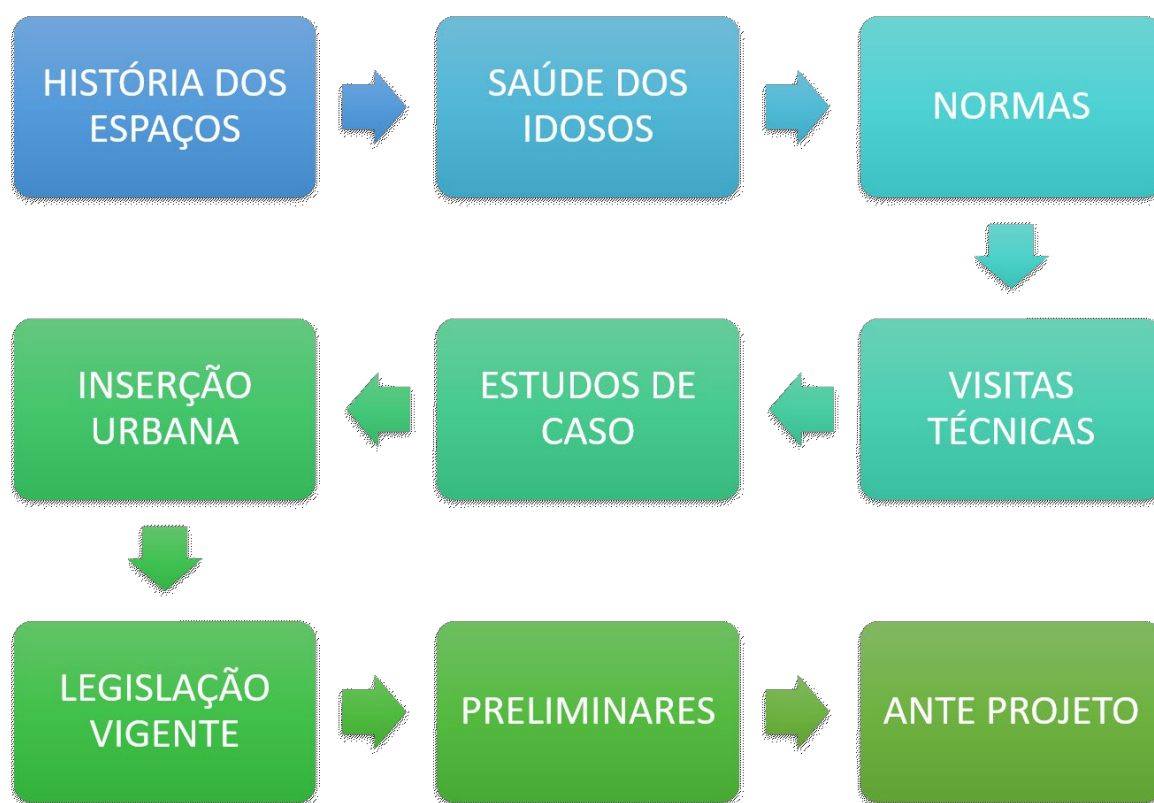 HISTÓRIA DOS
ESPAÇOS
SAÚDE DOS
IDOSOS
NORMAS
VISITAS
TÉCNICAS
ESTUDOS DE
CASO
INSERÇÃO
URBANA
LEGISLAÇÃO
VIGENTE
PRELIMINARES
ANTE PROJETO